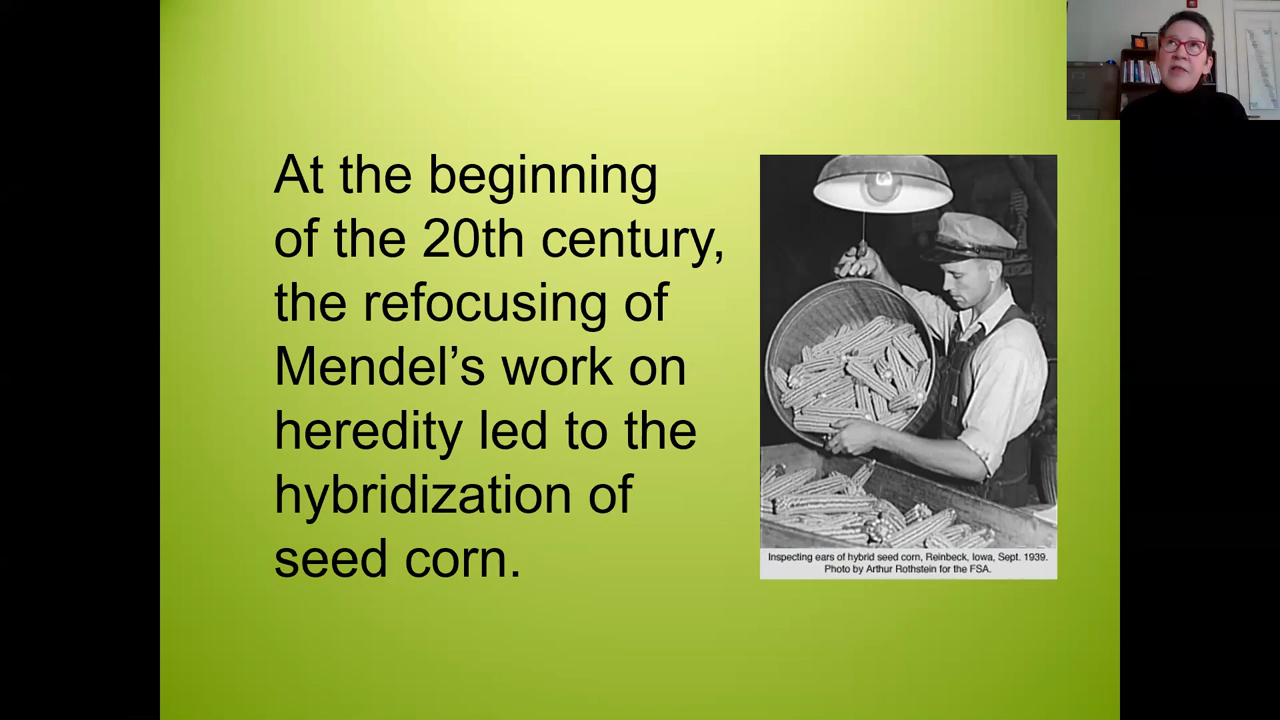 At the beginning
of the 20th century,
the refocusing of
Mendel’s work on
heredity led to the
hybridization of
seed corn.
Inspecting ears of hybrid seed corn, Reinbeck, Iowa, Sept. 1939.
Photo by Arthur Rothstein for the FSA.